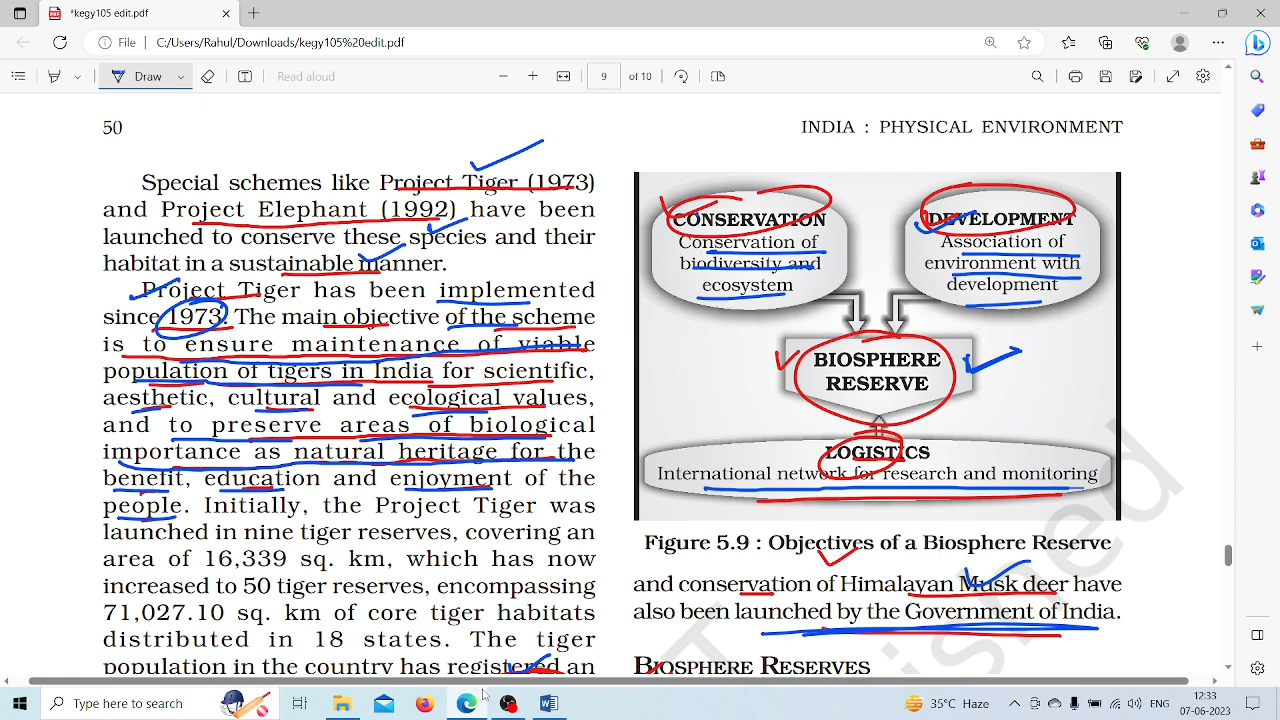 *kegy105 edit.pdf
File C:/Users/Rahul/Downloads/kegy105%20edit.pdf
Draw Read aloud 9 of 10
50 INDIA : PHYSICAL ENVIRONMENT
Special schemes like Project Tiger (1973)
and Project Elephant (1992) have been
launched to conserve these species and their
habitat in a sustainable manner.
Project Tiger has been implemented
since 1973. The main objective of the scheme
is to ensure maintenance of viable
population of tigers in India for scientific,
aesthetic, cultural and ecological values,
and to preserve areas of biological
importance as natural heritage for the
benefit, education and enjoyment of the
people. Initially, the Project Tiger was
launched in nine tiger reserves, covering an
area of 16,339 sq. km, which has now
increased to 50 tiger reserves, encompassing
71,027.10 sq. km of core tiger habitats
distributed in 18 states. The tiger
population in the country has registered an
CONSERVATION
Conservation of
biodiversity and
ecosystem
DEVELOPMENT
Association of
environment with
development
BIOSPHERE
RESERVE
LOGISTICS
International network for research and monitoring
Figure 5.9 : Objectives of a Biosphere Reserve
and conservation of Himalayan Musk deer have
also been launched by the Government of India.
BIOSPHERE RESERVES
Type here to search
35°C Haze
ENG
12:33
07-06-2023